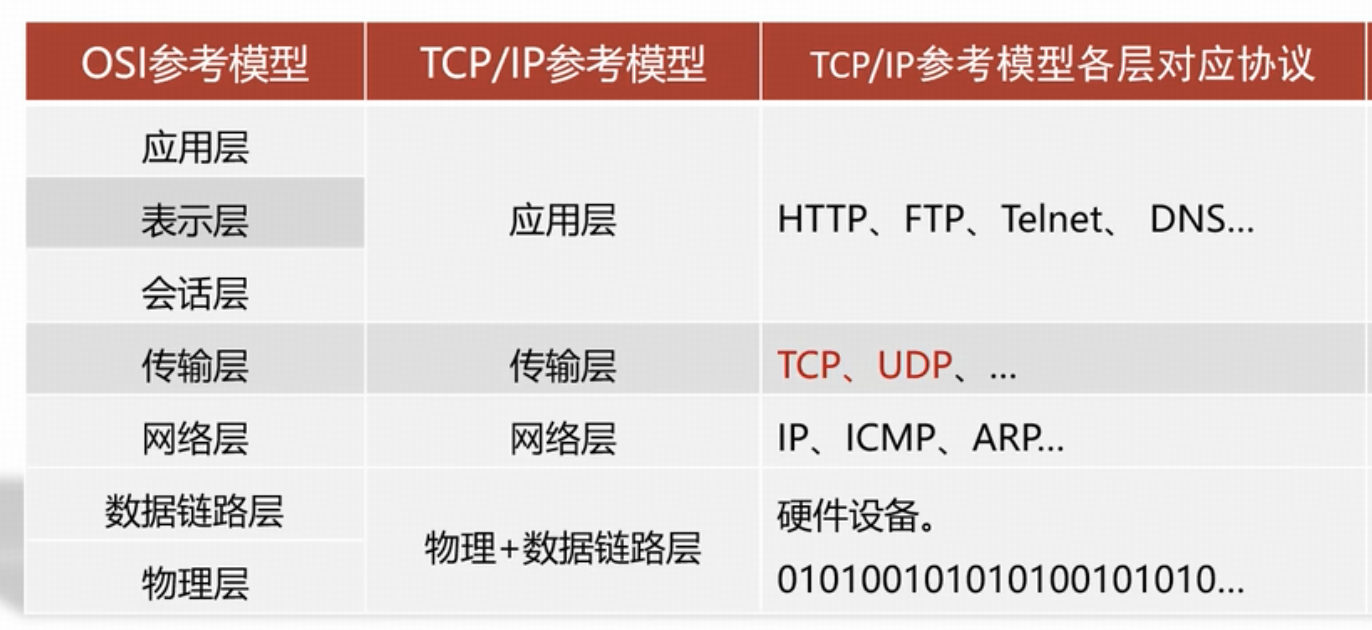 OSI参考模型 TCP/IP参考模型 TCP/IP参考模型各层对应协议
应用层
表示层
会话层
应用层
HTTP、FTP、Telnet、 DNS...
传输层 传输层 TCP、UDP、...
网络层 网络层 IP、ICMP、ARP...
数据链路层
物理层
物理+数据链路层
硬件设备。
010100101010100101010...